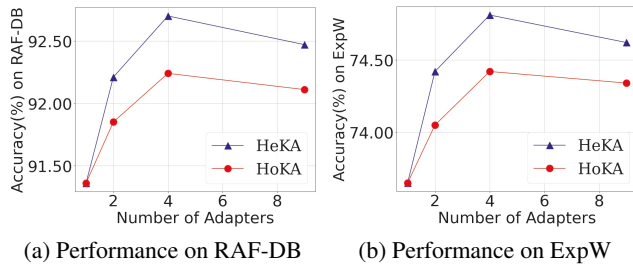 Accuracy(%) on RAF-DB
92.50
92.00
91.50
HeKA
HoKA
2 4 6 8
Number of Adapters
(a) Performance on RAF-DB
Accuracy(%) on ExpW
74.50
74.00
HeKA
HoKA
2 4 6 8
Number of Adapters
(b) Performance on ExpW